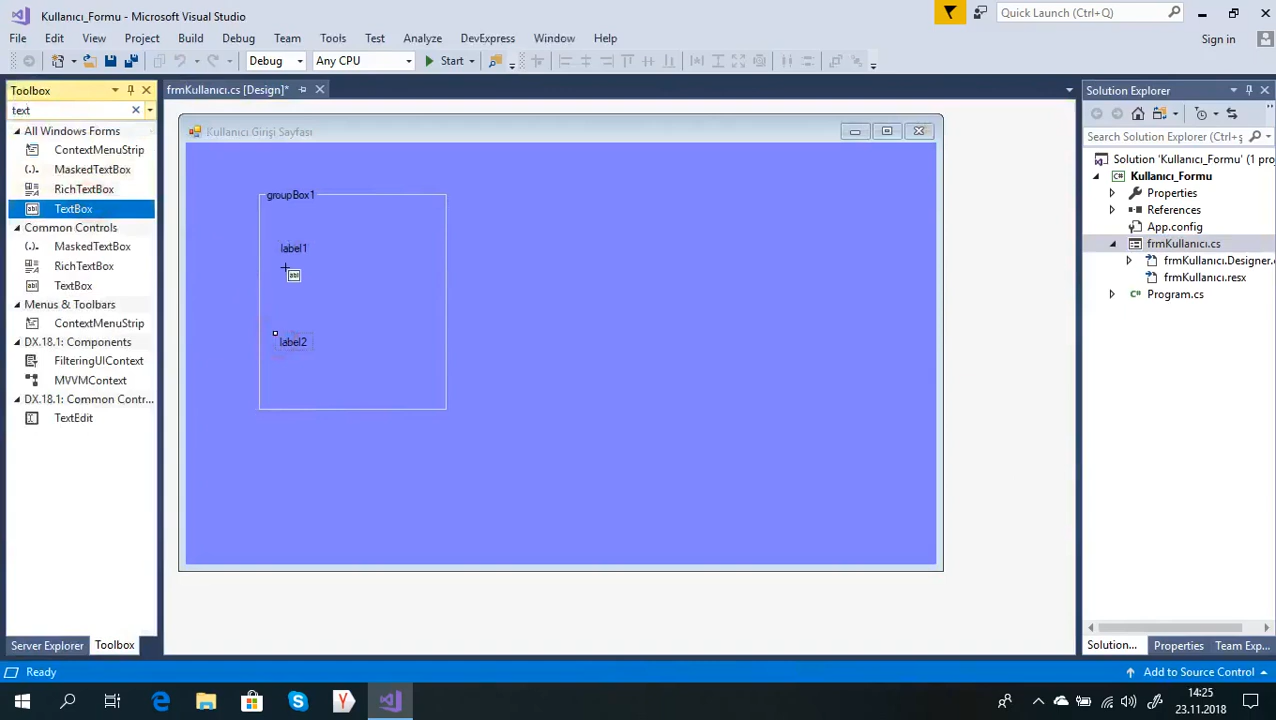 Kullanıcı_Formu - Microsoft Visual Studio
Quick Launch (Ctrl+Q)
File Edit View Project Build Debug Team Tools Test Analyze DevExpress Window Help
Sign in
Debug Any CPU Start
Toolbox
frmKullanıcı.cs [Design]*
Solution Explorer
text
Search Solution Explorer (Ctrl+ş
All Windows Forms
ContextMenuStrip
MaskedTextBox
RichTextBox
TextBox
Common Controls
MaskedTextBox
RichTextBox
TextBox
Menus & Toolbars
ContextMenuStrip
DX.18.1: Components
FilteringUIContext
MVVMContext
DX.18.1: Common Contr...
TextEdit
Kullanıcı Girişi Sayfası
groupBox1
label1
label2
Solution 'Kullanıcı_Formu' (1 proj
Kullanıcı_Formu
Properties
References
App.config
frmKullanıcı.cs
frmKullanıcı.Designer.c
frmKullanıcı.resx
Program.cs
Server Explorer Toolbox
Solution... Properties Team Exp...
Ready
Add to Source Control
14:25
23.11.2018